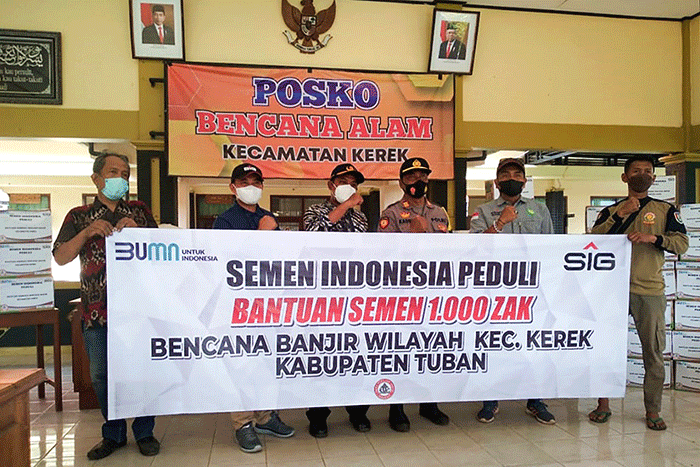 POSKO
BENCANA ALAM
KECAMATAN KEREK
BUMN UNTUK
INDONESIA
SIG
SEMEN INDONESIA PEDULI
BANTUAN SEMEN 1.000 ZAK
BENCANA BANJIR WILAYAH KEC. KEREK
KABUPATEN TUBAN